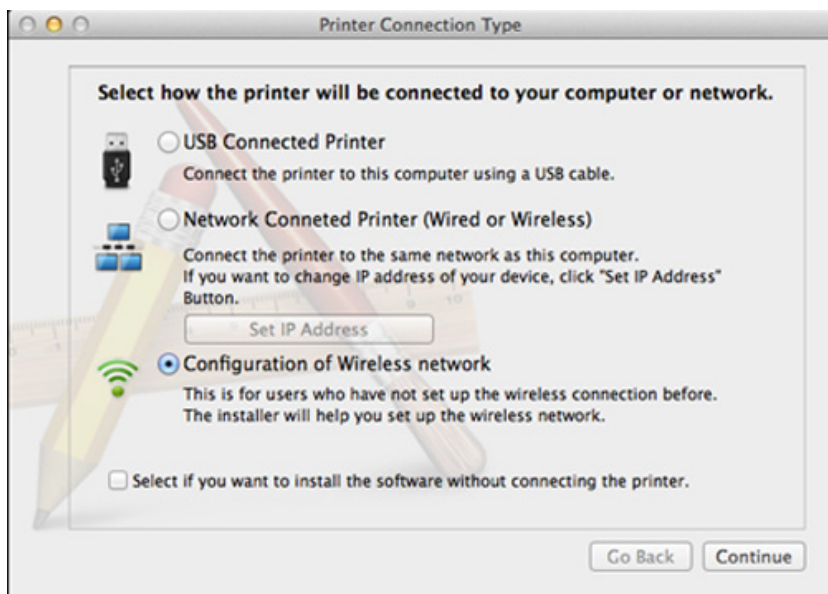 Printer Connection Type
Select how the printer will be connected to your computer or network.
USB Connected Printer
Connect the printer to this computer using a USB cable.
Network Conneted Printer (Wired or Wireless)
Connect the printer to the same network as this computer.
If you want to change IP address of your device, click "Set IP Address"
Button.
Set IP Address
Configuration of Wireless network
This is for users who have not set up the wireless connection before.
The installer will help you set up the wireless network.
Select if you want to install the software without connecting the printer.
Go Back Continue